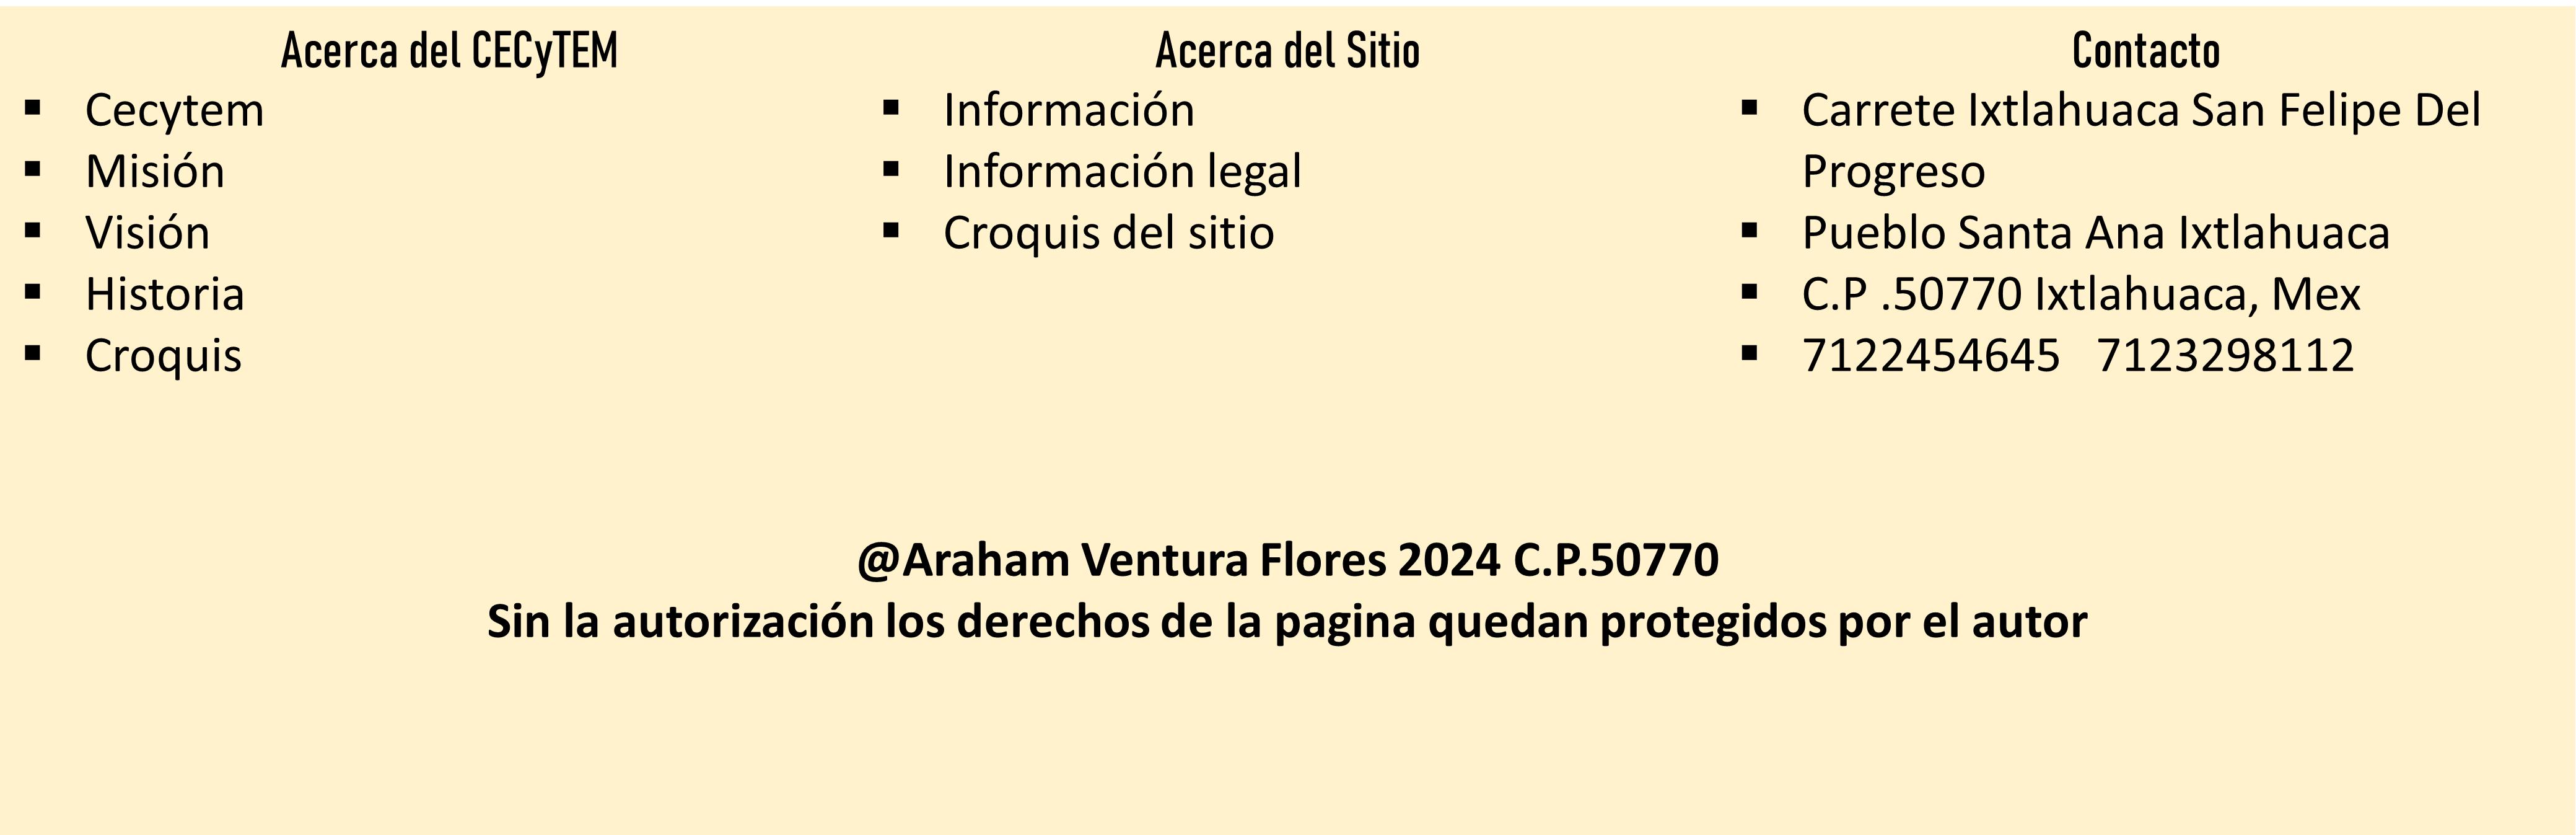 Acerca del CECyTEM
▪ Cecytem
▪ Misión
▪ Visión
▪ Historia
▪ Croquis
Acerca del Sitio
▪ Información
▪ Información legal
▪ Croquis del sitio
Contacto
▪ Carrete Ixtlahuaca San Felipe Del
Progreso
▪ Pueblo Santa Ana Ixtlahuaca
▪ C.P .50770 Ixtlahuaca, Mex
▪ 7122454645 7123298112
@Araham Ventura Flores 2024 C.P.50770
Sin la autorización los derechos de la pagina quedan protegidos por el autor